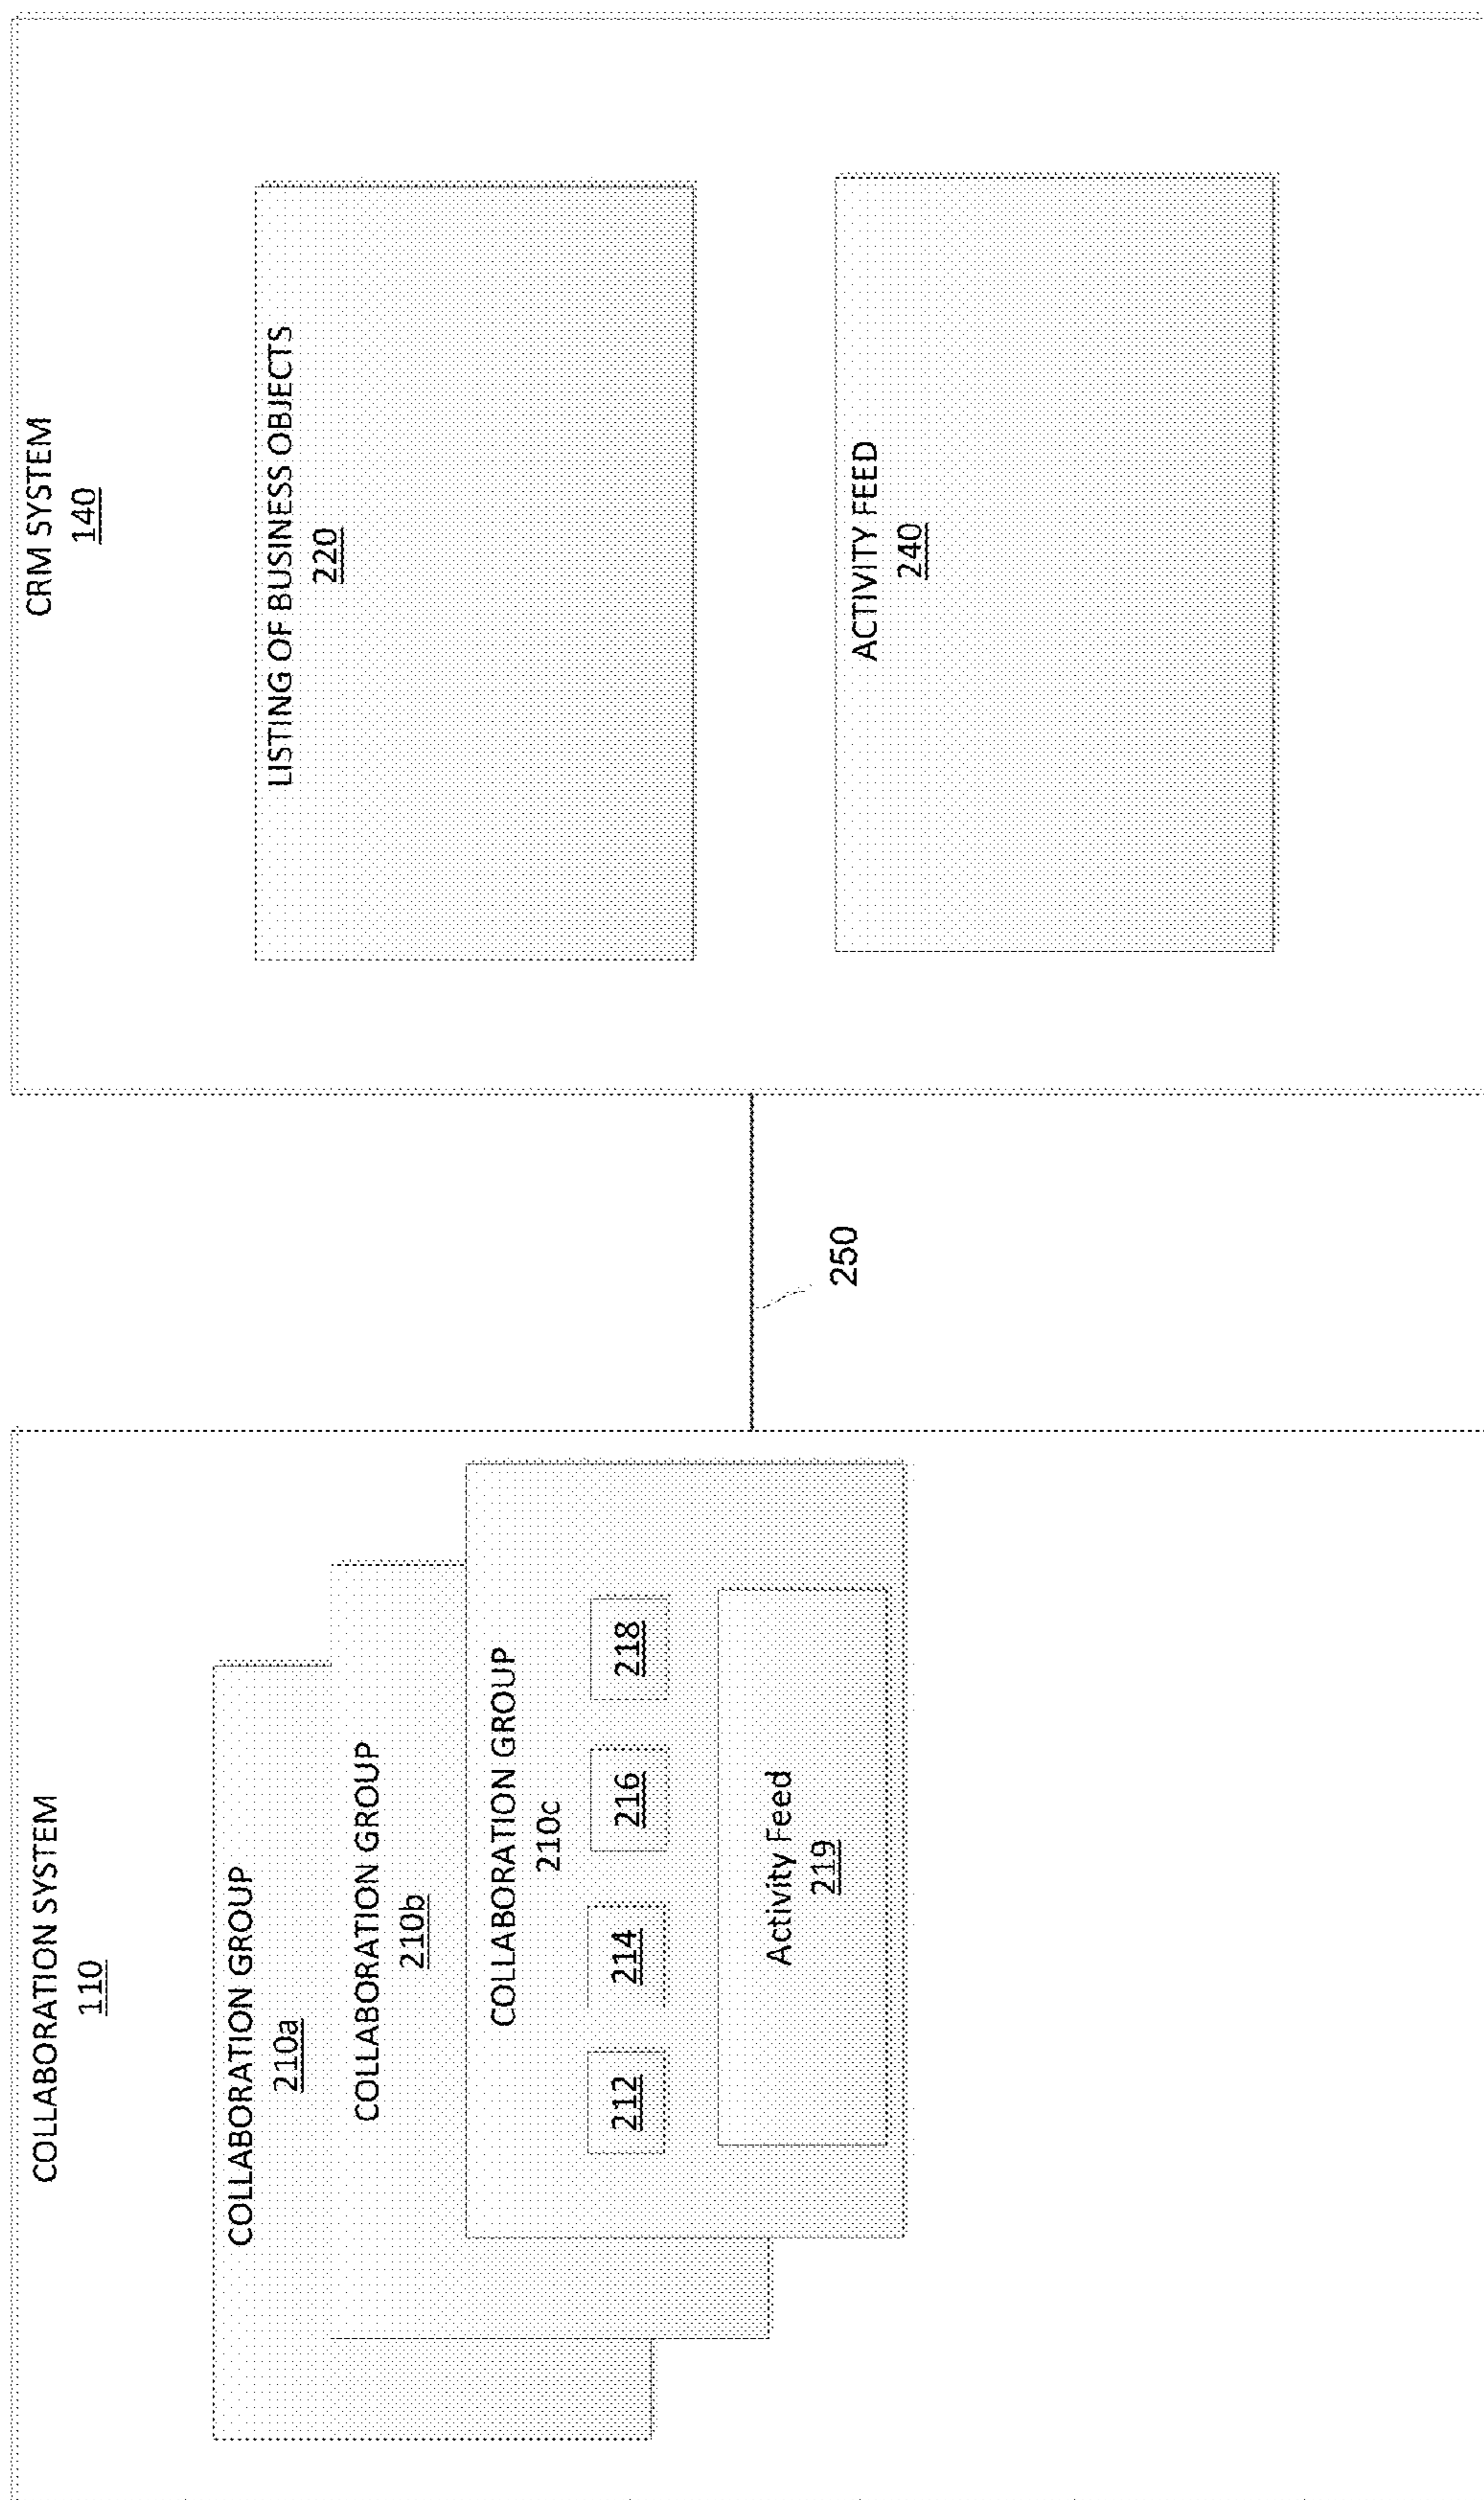 COLLABORATION SYSTEM
110
COLLABORATION GROUP
210a
COLLABORATION GROUP
210b
COLLABORATION GROUP
210c
212
214
216
218
Activity Feed
219
250
CRM SYSTEM
140
LISTING OF BUSINESS OBJECTS
220
ACTIVITY FEED
240